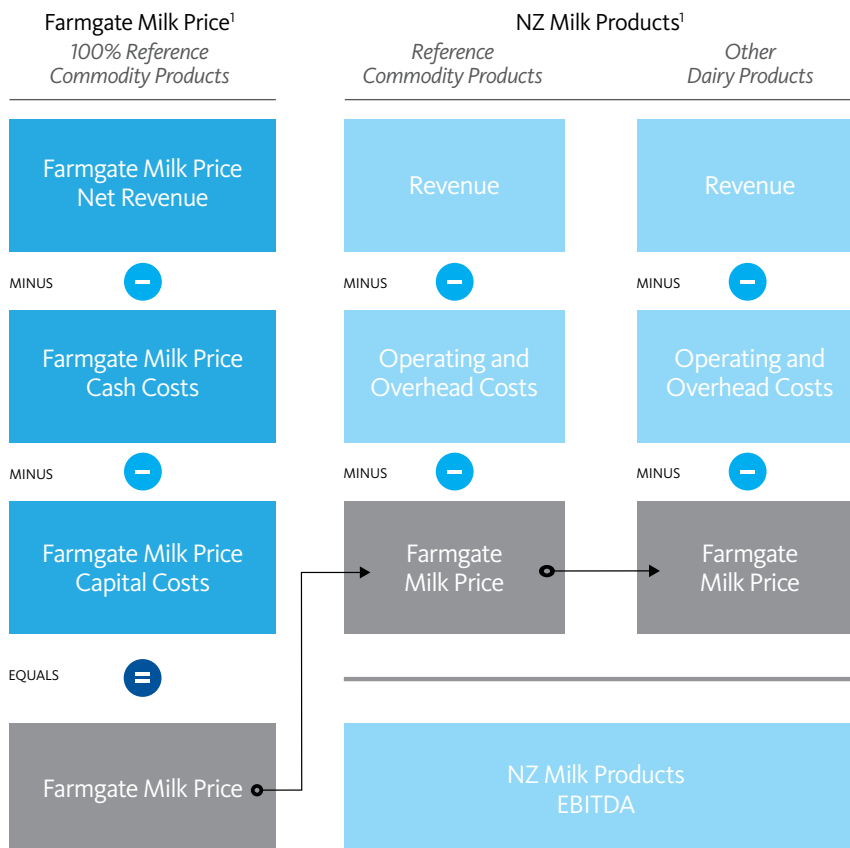 Farmgate Milk Price¹
100% Reference
Commodity Products
NZ Milk Products¹
Reference
Commodity Products
Other
Dairy Products
Farmgate Milk Price
Net Revenue
Revenue
Revenue
MINUS
MINUS
MINUS
Farmgate Milk Price
Cash Costs
Operating and
Overhead Costs
Operating and
Overhead Costs
MINUS
MINUS
MINUS
Farmgate Milk Price
Capital Costs
Farmgate
Milk Price
Farmgate
Milk Price
EQUALS
Farmgate Milk Price
NZ Milk Products
EBITDA